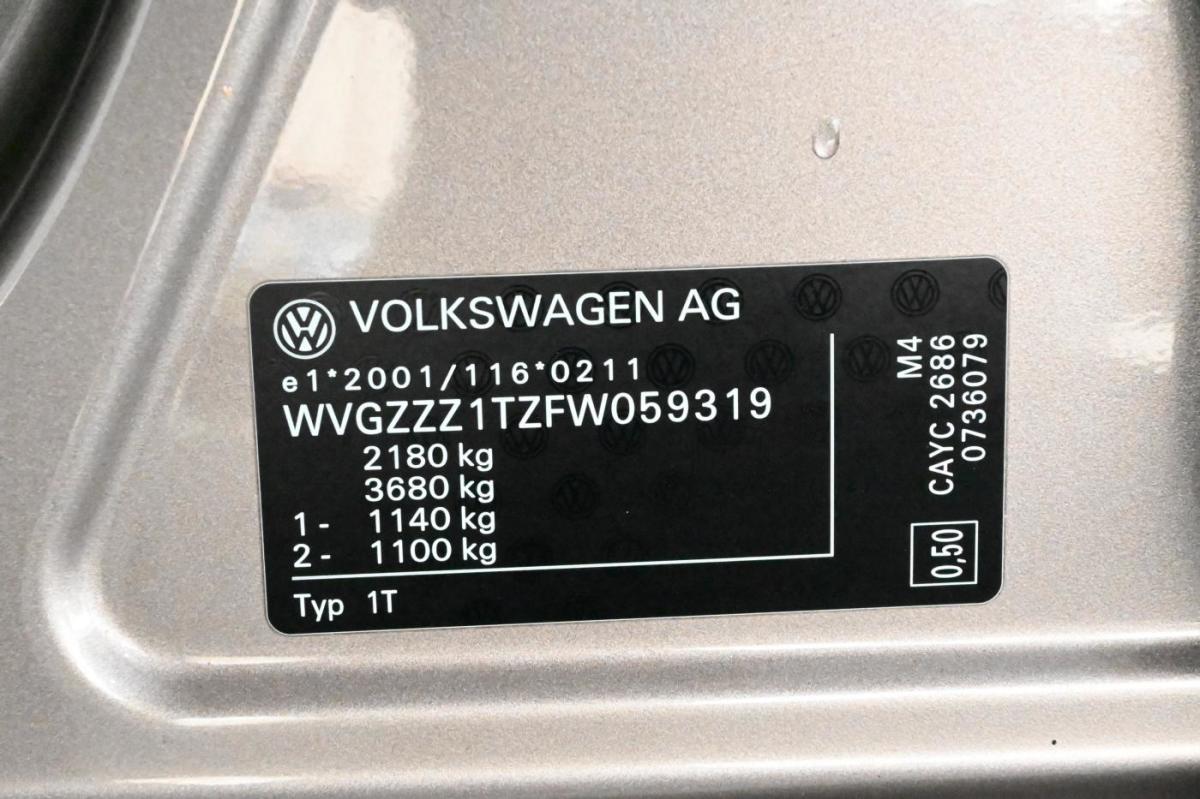 VOLKSWAGEN AG
e1*2001/116*0211
WVGZZZ1TZFW059319
2180 kg
3680 kg
1- 1140 kg
2- 1100 kg
Typ 1T
M4
CAYC 2686
0736079
0,50